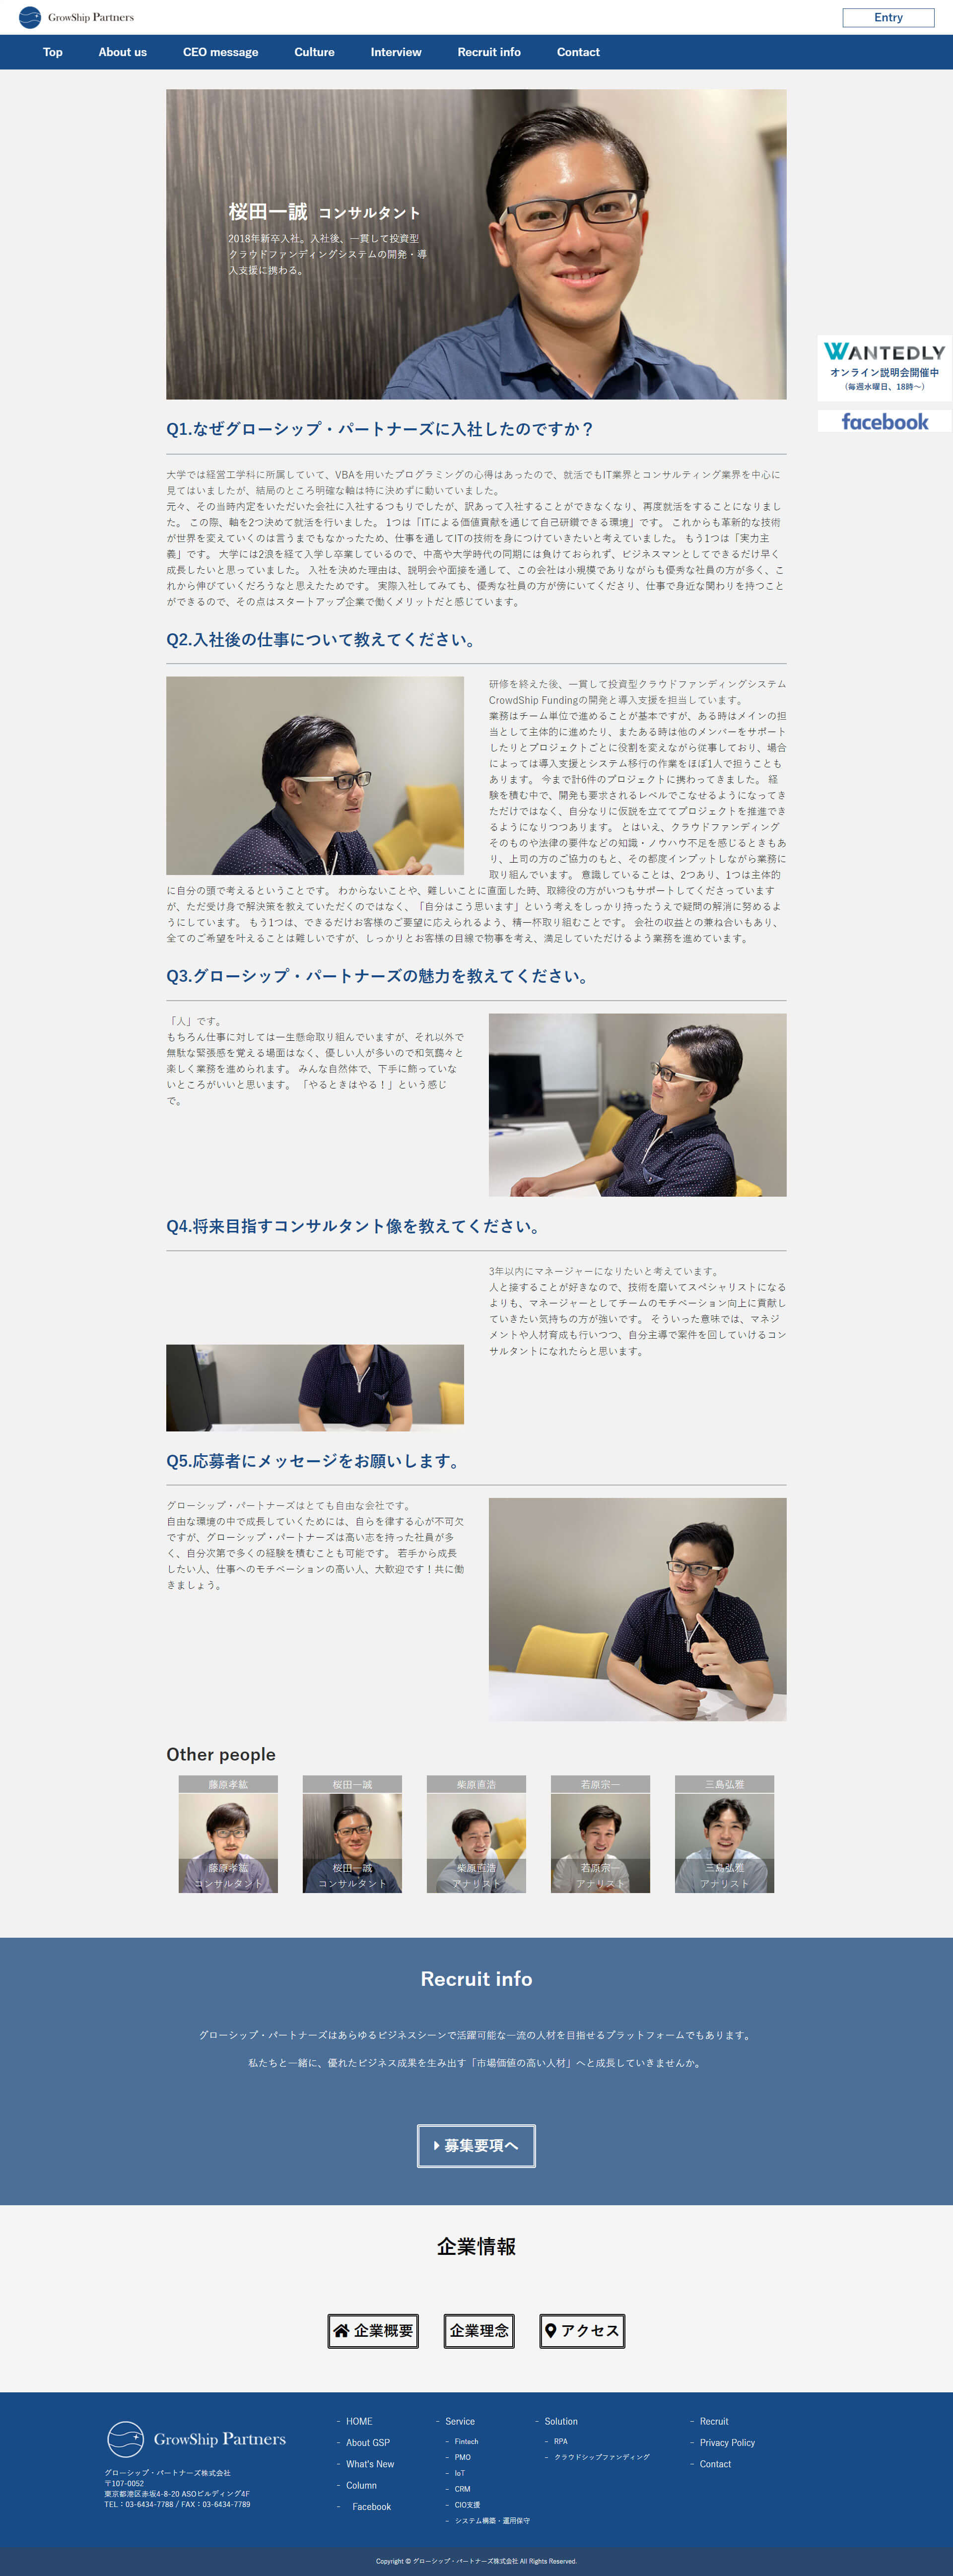 GrowShip Partners
Entry
Top About us CEO message Culture Interview Recruit info Contact
桜田一誠 コンサルタント
2018年新卒入社。入社後、一貫して投資型
クラウドファンディングシステムの開発・導
入支援に携わる。
WANTEDLY
オンライン説明会開催中
（毎週水曜日、18時～）
facebook
Q1.なぜグローシップ・パートナーズに入社したのですか？
大学では経営工学科に所属していて、VBAを用いたプログラミングの心得はあったので、就活でもIT業界とコンサルティング業界を中心に
見てはいましたが、結局のところ明確な軸は特に決めずに動いていました。
元々、その当時内定をいただいた会社に入社するつもりでしたが、訳あって入社することができなくなり、再度就活をすることになりまし
た。 この際、軸を2つ決めて就活を行いました。 1つは「ITによる価値貢献を通じて自己研鑽できる環境」です。 これからも革新的な技術
が世界を変えていくのは言うまでもなかったため、仕事を通してITの技術を身につけていきたいと考えていました。 もう1つは「実力主
義」です。 大学には2浪を経て入学し卒業しているので、中高や大学時代の同期には負けておられず、ビジネスマンとしてできるだけ早く
成長したいと思っていました。 入社を決めた理由は、説明会や面接を通して、この会社は小規模でありながらも優秀な社員の方が多く、こ
れから伸びていくだろうなと思えたためです。 実際入社してみても、優秀な社員の方が傍にいてくださり、仕事で身近な関わりを持つこと
ができるので、その点はスタートアップ企業で働くメリットだと感じています。
Q2.入社後の仕事について教えてください。
研修を終えた後、一貫して投資型クラウドファンディングシステム
CrowdShip Fundingの開発と導入支援を担当しています。
業務はチーム単位で進めることが基本ですが、ある時はメインの担
当として主体的に進めたり、またある時は他のメンバーをサポート
したりとプロジェクトごとに役割を変えながら従事しており、場合
によっては導入支援とシステム移行の作業をほぼ1人で担うことも
あります。 今まで計6件のプロジェクトに携わってきました。 経
験を積む中で、開発も要求されるレベルでこなせるようになってき
ただけではなく、自分なりに仮説を立ててプロジェクトを推進でき
るようになりつつあります。 とはいえ、クラウドファンディング
そのものや法律の要件などの知識・ノウハウ不足を感じるときもあ
り、上司の方のご協力のもと、その都度インプットしながら業務に
取り組んでいます。 意識していることは、2つあり、1つは主体的
に自分の頭で考えるということです。 わからないことや、難しいことに直面した時、取締役の方がいつもサポートしてくださっています
が、ただ受け身で解決策を教えていただくのではなく、「自分はこう思います」という考えをしっかり持ったうえで疑問の解消に努めるよ
うにしています。 もう1つは、できるだけお客様のご要望に応えられるよう、精一杯取り組むことです。 会社の収益との兼ね合いもあり、
全てのご希望を叶えることは難しいですが、しっかりとお客様の目線で物事を考え、満足していただけるよう業務を進めています。
Q3.グローシップ・パートナーズの魅力を教えてください。
「人」です。
もちろん仕事に対しては一生懸命取り組んでいますが、それ以外で
無駄な緊張感を覚える場面はなく、優しい人が多いので和気藹々と
楽しく業務を進められます。 みんな自然体で、下手に飾っていな
いところがいいと思います。 「やるときはやる！」という感じ
で。
Q4.将来目指すコンサルタント像を教えてください。
3年以内にマネージャーになりたいと考えています。
人と接することが好きなので、技術を磨いてスペシャリストになる
よりも、マネージャーとしてチームのモチベーション向上に貢献し
ていきたい気持ちの方が強いです。 そういった意味では、マネジ
メントや人材育成も行いつつ、自分主導で案件を回していけるコン
サルタントになれたらと思います。
Q5.応募者にメッセージをお願いします。
グローシップ・パートナーズはとても自由な会社です。
自由な環境の中で成長していくためには、自らを律する心が不可欠
ですが、グローシップ・パートナーズは高い志を持った社員が多
く、自分次第で多くの経験を積むことも可能です。 若手から成長
したい人、仕事へのモチベーションの高い人、大歓迎です！共に働
きましょう。
Other people
藤原孝紘 桜田一誠 柴原直浩 若原宗一 三島弘雅
藤原孝紘 桜田一誠 柴原直浩 若原宗一 三島弘雅
コンサルタント コンサルタント アナリスト アナリスト アナリスト
Recruit info
グローシップ・パートナーズはあらゆるビジネスシーンで活躍可能な一流の人材を目指せるプラットフォームでもあります。
私たちと一緒に、優れたビジネス成果を生み出す「市場価値の高い人材」へと成長していきませんか。
募集要項へ
企業情報
企業概要 企業理念 アクセス
GrowShip Partners
グローシップ・パートナーズ株式会社
〒107-0052
東京都港区赤坂4-8-20 ASOビルディング4F
TEL：03-6434-7788 / FAX：03-6434-7789
- HOME
- About GSP
- What's New
- Column
- Facebook
- Service
- Fintech
- PMO
- IoT
- CRM
- CIO支援
- システム構築・運用保守
- Solution
- RPA
- クラウドシップファンディング
- Recruit
- Privacy Policy
- Contact
Copyright © グローシップ・パートナーズ株式会社 All Rights Reserved.